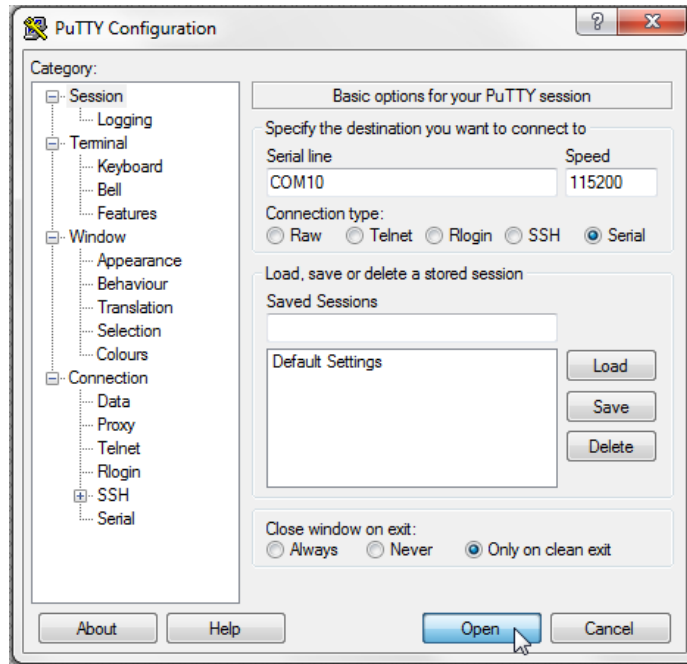 PuTTY Configuration
?
X
Category:
Session
Logging
Terminal
Keyboard
Bell
Features
Window
Appearance
Behaviour
Translation
Selection
Colours
Connection
Data
Proxy
Telnet
Rlogin
SSH
Serial
Basic options for your PuTTY session
Specify the destination you want to connect to
Serial line Speed
COM10 115200
Connection type:
Raw Telnet Rlogin SSH Serial
Load, save or delete a stored session
Saved Sessions
Default Settings
Load
Save
Delete
Close window on exit:
Always Never Only on clean exit
About Help Open Cancel